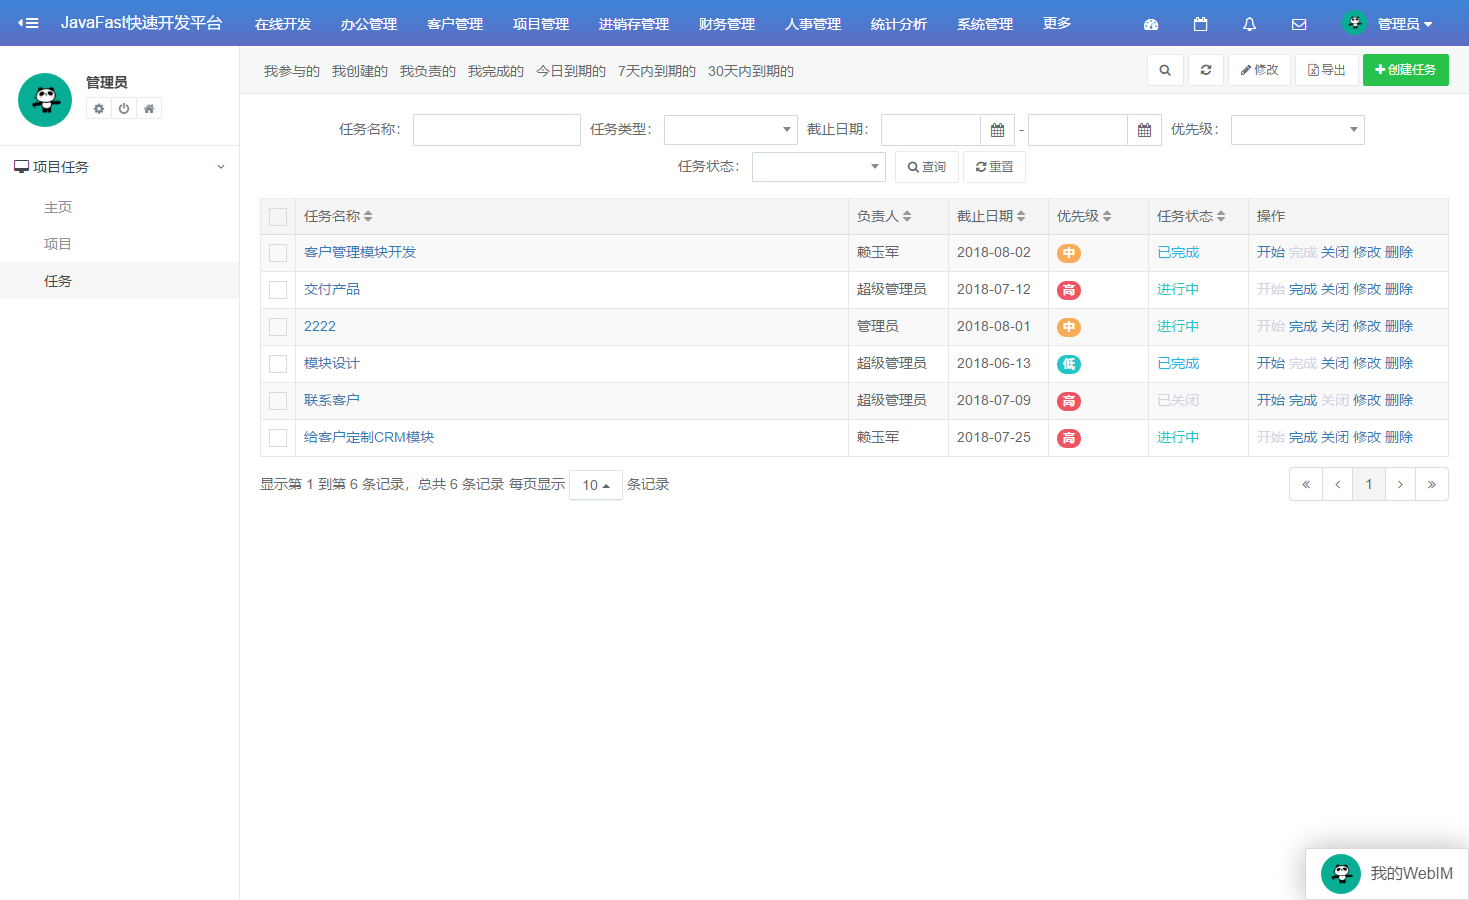 JavaFast快速开发平台 在线开发 办公管理 客户管理 项目管理 进销存管理 财务管理 人事管理 统计分析 系统管理 更多 管理员
管理员
项目任务
主页
项目
任务
我参与的 我创建的 我负责的 我完成的 今日到期的 7天内到期的 30天内到期的 修改 导出 创建任务
任务名称： 任务类型： 截止日期： - 优先级：
任务状态： 查询 重置
任务名称 负责人 截止日期 优先级 任务状态 操作
客户管理模块开发 赖玉军 2018-08-02 中 已完成 开始 完成 关闭 修改 删除
交付产品 超级管理员 2018-07-12 高 进行中 开始 完成 关闭 修改 删除
2222 管理员 2018-08-01 中 进行中 开始 完成 关闭 修改 删除
模块设计 超级管理员 2018-06-13 低 已完成 开始 完成 关闭 修改 删除
联系客户 超级管理员 2018-07-09 高 已关闭 开始 完成 关闭 修改 删除
给客户定制CRM模块 赖玉军 2018-07-25 高 进行中 开始 完成 关闭 修改 删除
显示第 1 到第 6 条记录，总共 6 条记录 每页显示 10 条记录 « ‹ 1 › »
我的WebIM